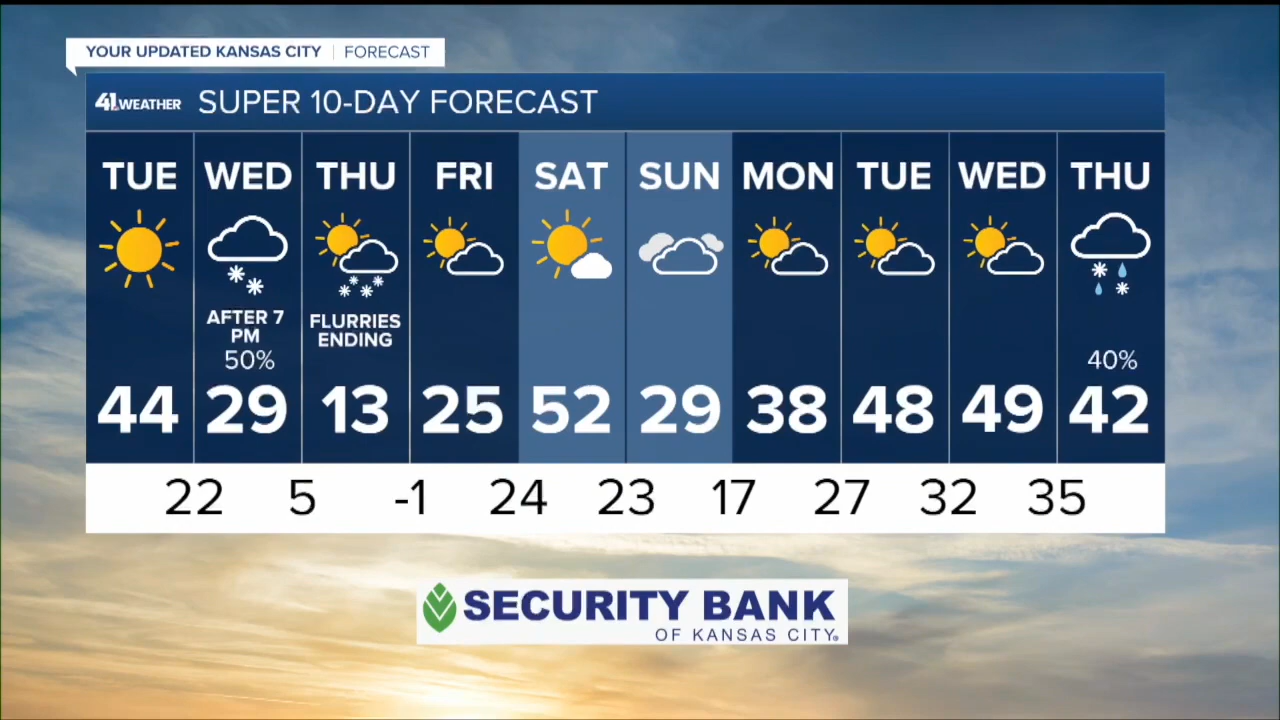 YOUR UPDATED KANSAS CITY | FORECAST
41 WEATHER SUPER 10-DAY FORECAST
TUE WED THU FRI SAT SUN MON TUE WED THU
AFTER 7 FLURRIES
PM ENDING
50% 40%
44 29 13 25 52 29 38 48 49 42
22 5 -1 24 23 17 27 32 35
SECURITY BANK
OF KANSAS CITY®